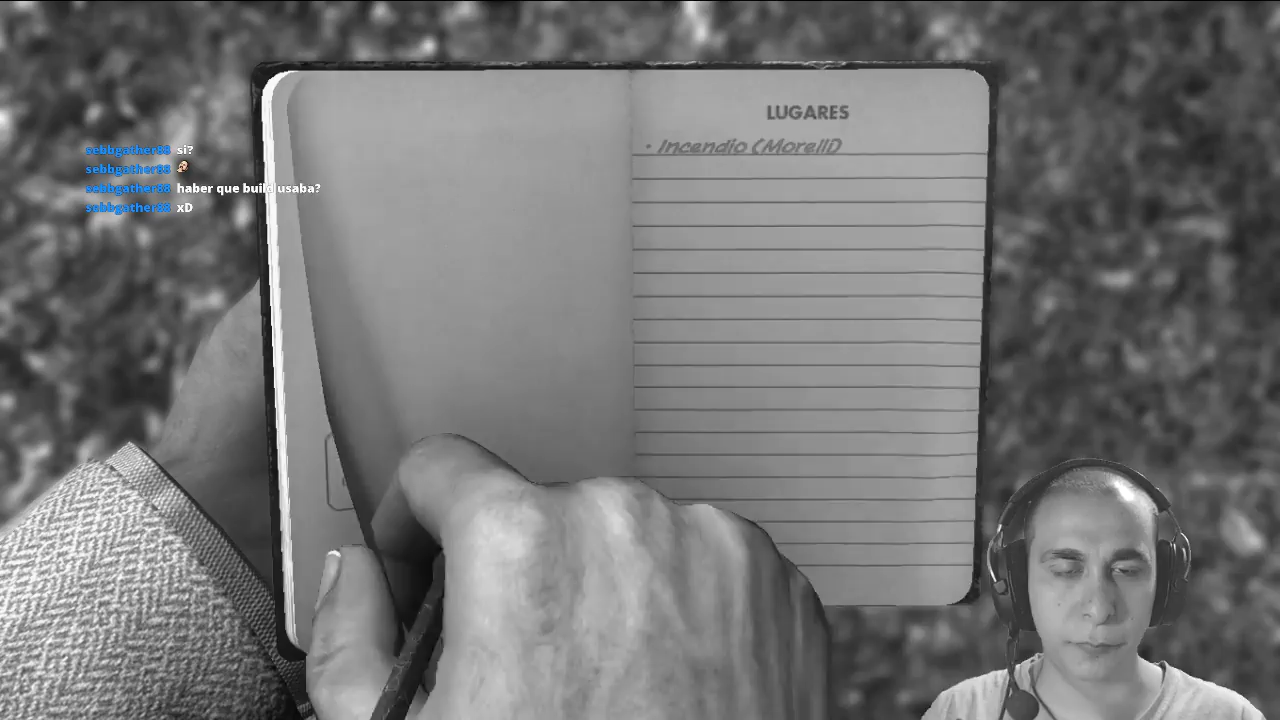 LUGARES
• Incendio (Morelli)
sebbgather88 si?
sebbgather88
sebbgather88 haber que build usaba?
sebbgather88 xD